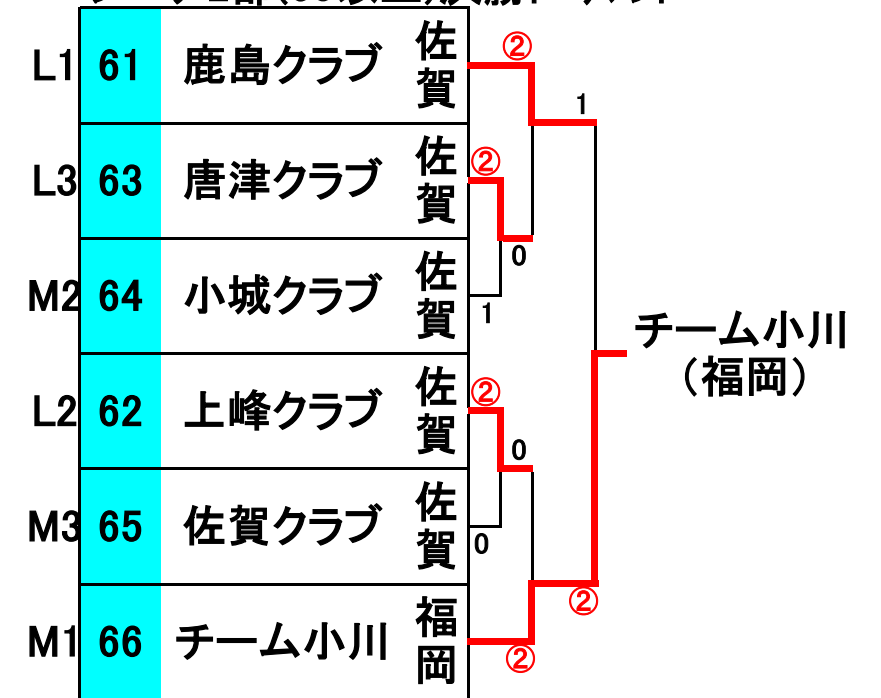 L1 61 鹿島クラブ 佐賀 ②
1
L3 63 唐津クラブ 佐賀 ②
0
M2 64 小城クラブ 佐賀 1
チーム小川
（福岡）
L2 62 上峰クラブ 佐賀 ②
0
M3 65 佐賀クラブ 佐賀 0
②
M1 66 チーム小川 福岡 ②